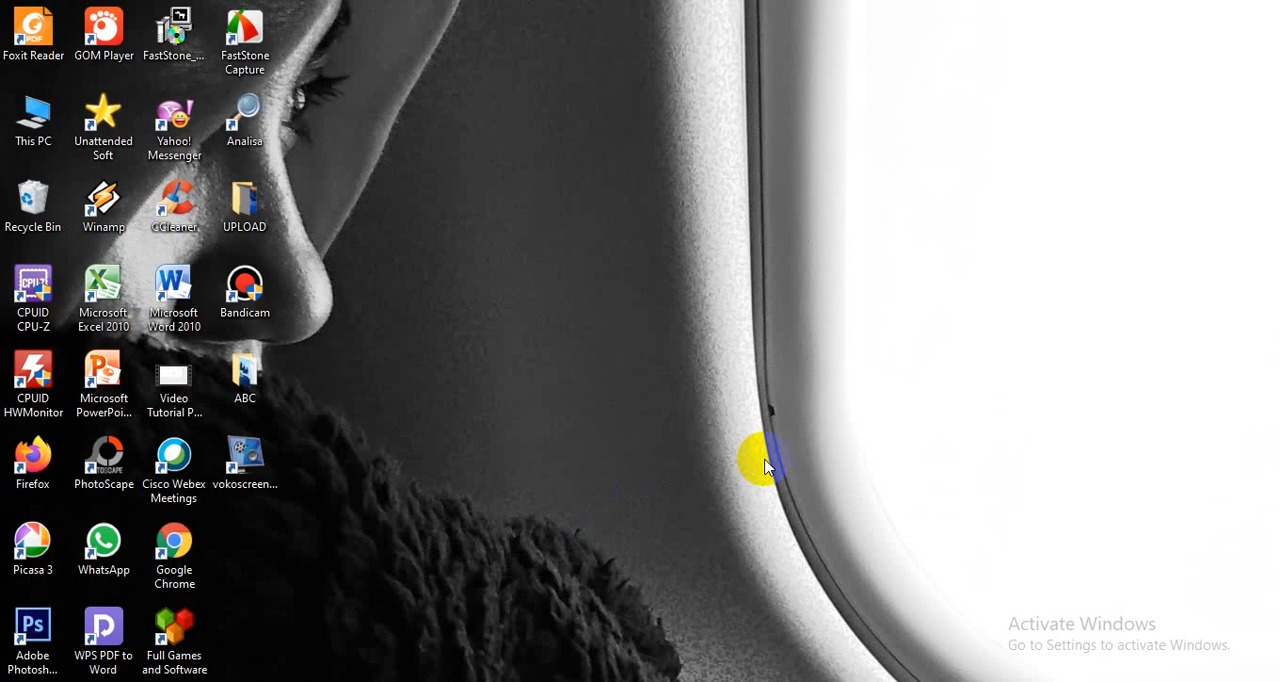 Foxit Reader
GOM Player
FastStone_...
FastStone
Capture
This PC
Unattended
Soft
Yahoo!
Messenger
Analisa
Recycle Bin
Winamp
CCleaner
UPLOAD
CPUID
CPU-Z
Microsoft
Excel 2010
Microsoft
Word 2010
Bandicam
CPUID
HWMonitor
Microsoft
PowerPoi...
Video
Tutorial P...
ABC
Firefox
PhotoScape
Cisco Webex
Meetings
vokoscreen...
Picasa 3
WhatsApp
Google
Chrome
Adobe
Photosh...
WPS PDF to
Word
Full Games
and Software
Activate Windows
Go to Settings to activate Windows.